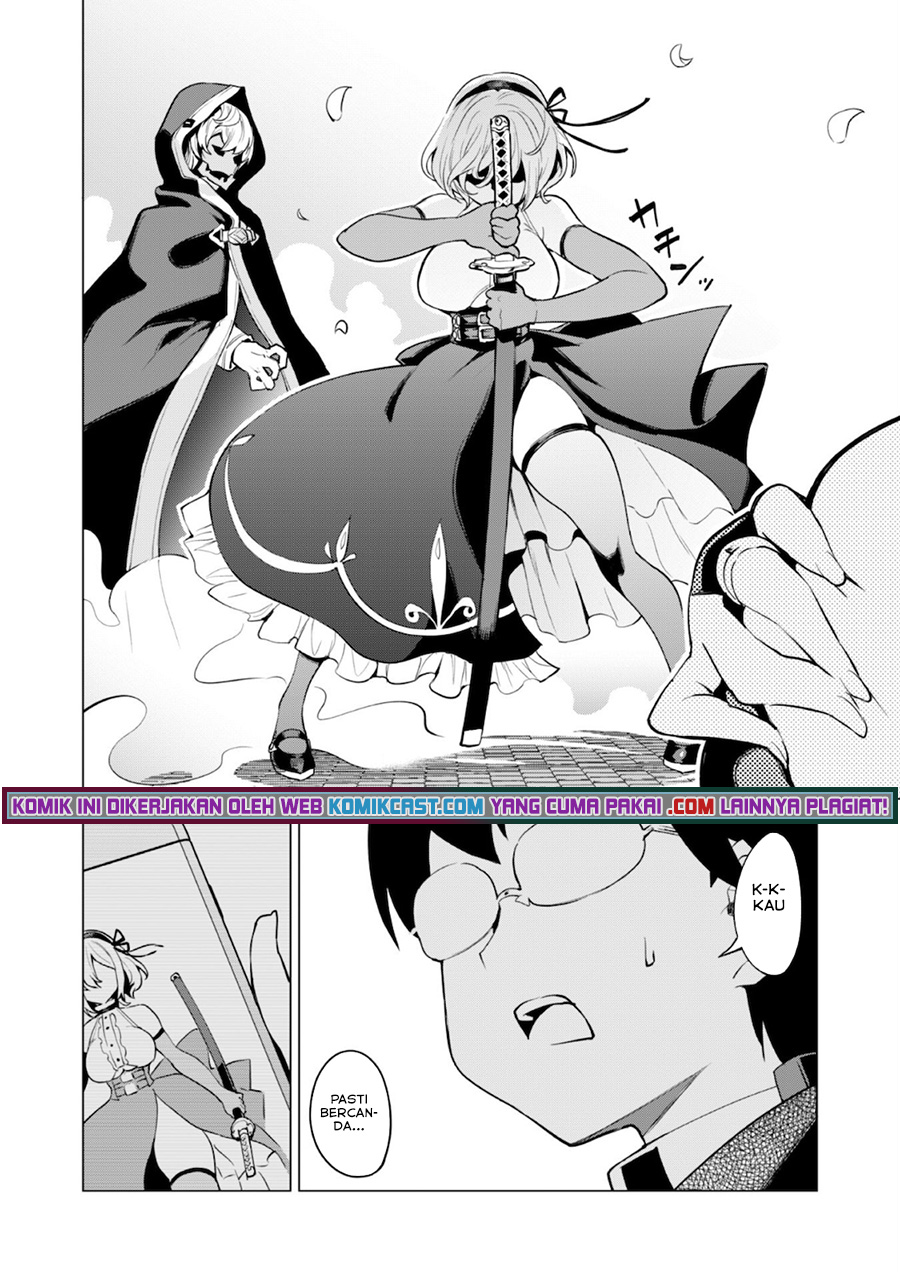 カチンッ
KOMIK INI DIKERJAKAN OLEH WEB KOMIKCAST.COM YANG CUMA PAKAI .COM LAINNYA PLAGIAT!
K-K-
KAU
PASTI
BERCAN-
DA...